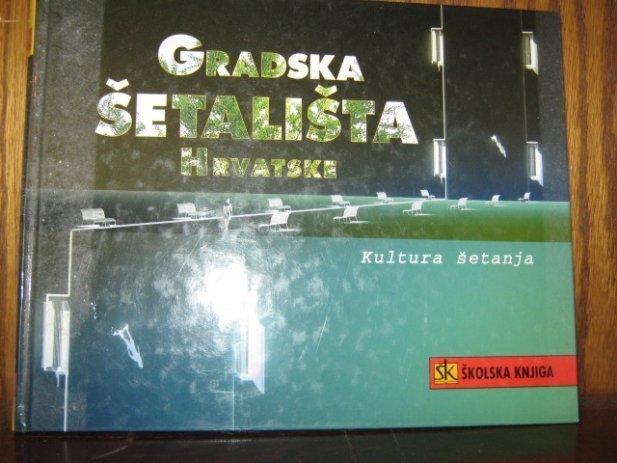 GRADSKA
ŠETALIŠTA
HRVATSKE
Kultura šetanja
ŠK ŠKOLSKA KNJIGA